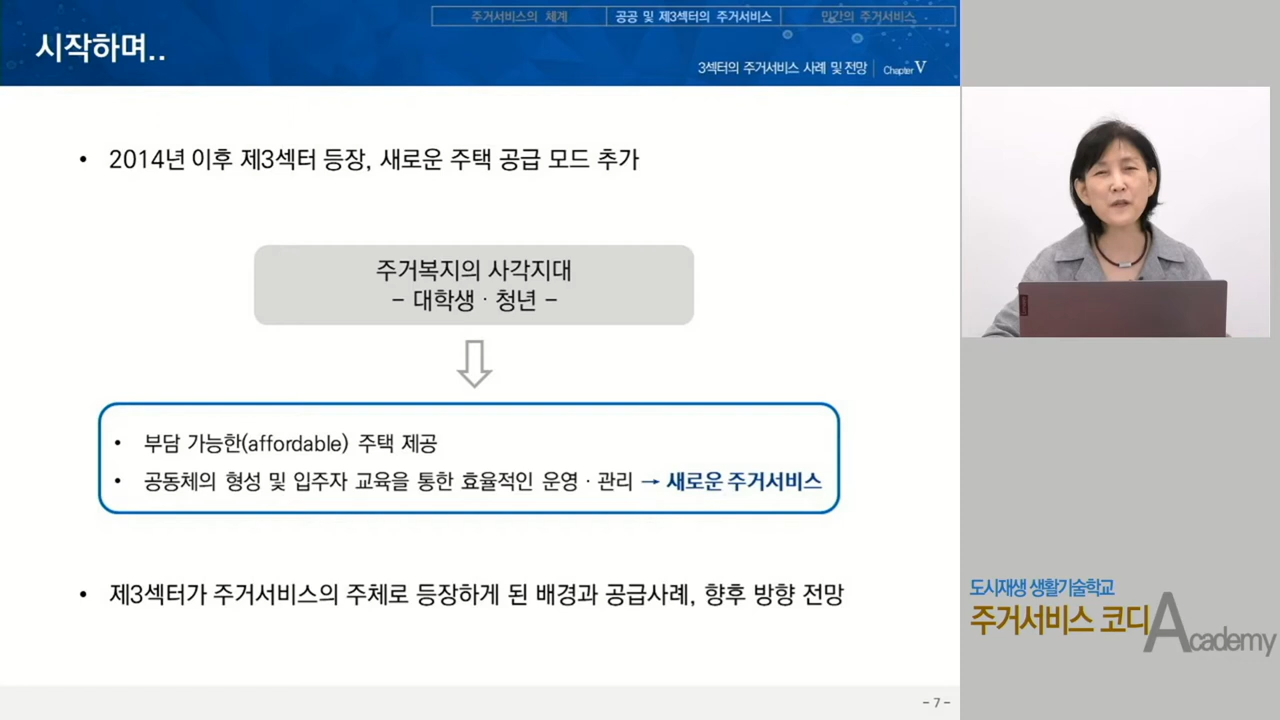 주거서비스의 체계
공공 및 제3섹터의 주거서비스
민간의 주거서비스
시작하며..
3섹터의 주거서비스 사례 및 전망 Chapter V
• 2014년 이후 제3섹터 등장, 새로운 주택 공급 모드 추가
주거복지의 사각지대
- 대학생 · 청년 -
• 부담 가능한(affordable) 주택 제공
• 공동체의 형성 및 입주자 교육을 통한 효율적인 운영 · 관리 → 새로운 주거서비스
• 제3섹터가 주거서비스의 주체로 등장하게 된 배경과 공급사례, 향후 방향 전망
도시재생 생활기술학교
주거서비스 코디 Academy
- 7 -